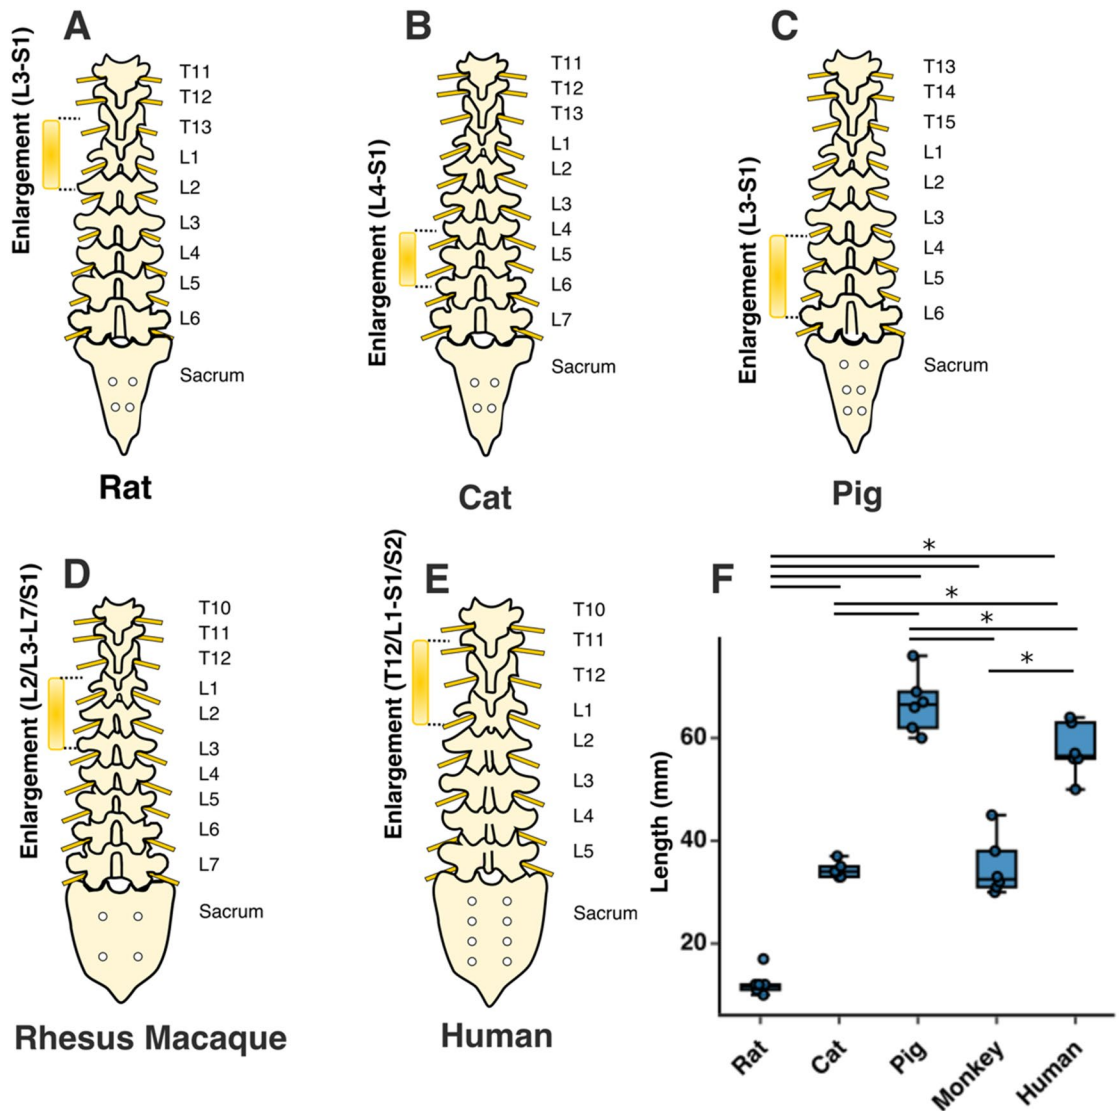 A
Enlargement (L3-S1)
T11
T12
T13
L1
L2
L3
L4
L5
L6
Sacrum
Rat
B
Enlargement (L4-S1)
T11
T12
T13
L1
L2
L3
L4
L5
L6
L7
Sacrum
Cat
C
Enlargement (L3-S1)
T13
T14
T15
L1
L2
L3
L4
L5
L6
Sacrum
Pig
D
Enlargement (L2/L3-L7/S1)
T10
T11
T12
L1
L2
L3
L4
L5
L6
L7
Sacrum
Rhesus Macaque
E
Enlargement (T12/L1-S1/S2)
T10
T11
T12
L1
L2
L3
L4
L5
Sacrum
Human
F
*
*
*
*
Length (mm)
60
40
20
Rat
Cat
Pig
Monkey
Human